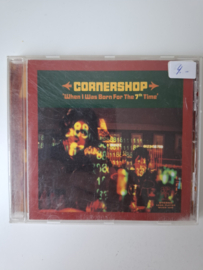 4.-
CORNERSHOP
'When I Was Born For The 7th Time'